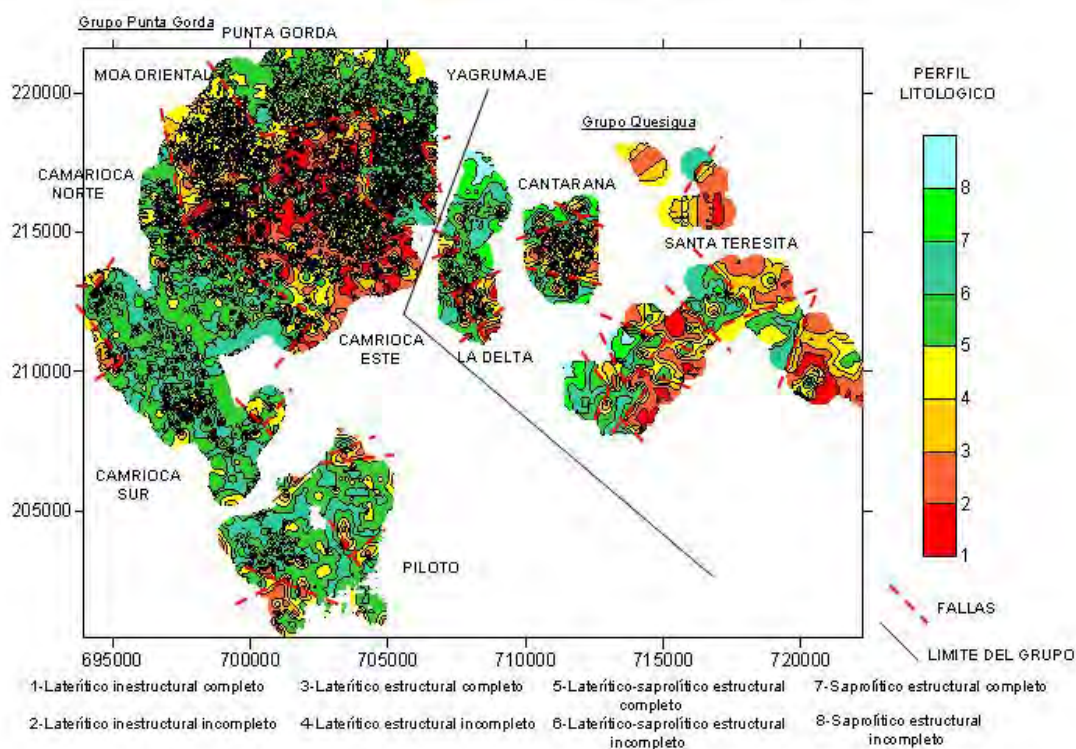 Grupo Punta Gorda
PUNTA GORDA
MOA ORIENTAL
YAGRUMAJE
PERFIL
LITOLOGICO
220000
Grupo Quesigua
CAMARIOCA
NORTE
CANTARANA
8
7
215000
SANTA TERESITA
6
CAMRIOCA
ESTE
LA DELTA
5
210000
4
3
CAMRIOCA
SUR
2
205000
1
PILOTO
FALLAS
695000 700000 705000 710000 715000 720000
LIMITE DEL GRUPO
1-Laterítico inestructural completo
3-Laterítico estructural completo
5-Laterítico-saprolítico estructural
completo
7-Saprolítico estructural completo
2-Laterítico inestructural incompleto
4-Laterítico estructural incompleto
6-Laterítico-saprolítico estructural
incompleto
8-Saprolítico estructural
incompleto